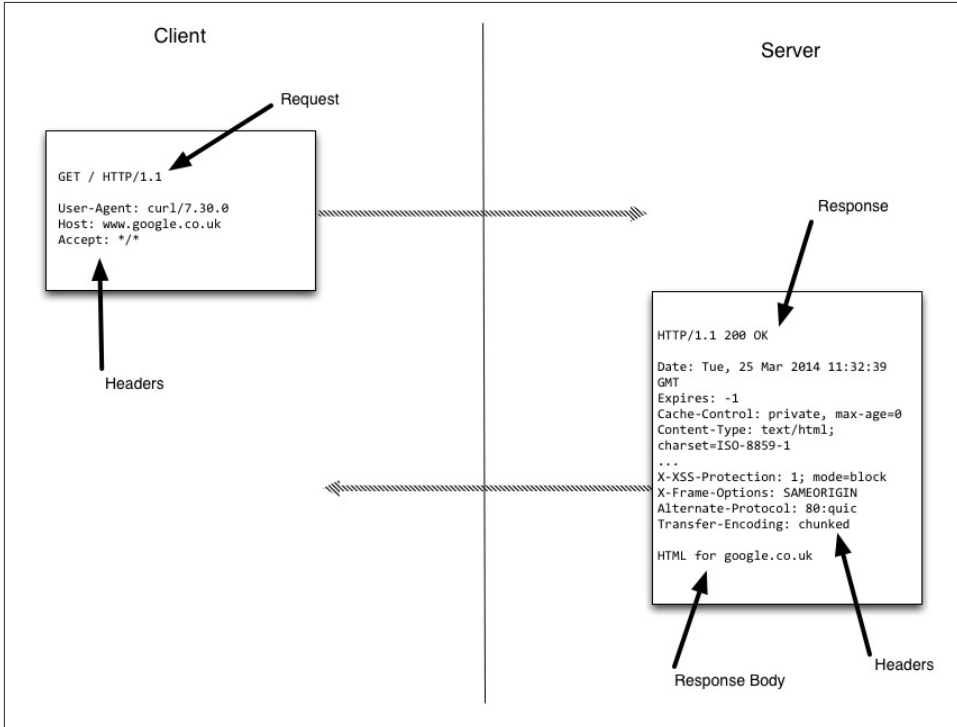 Client
Server
Request
GET / HTTP/1.1
User-Agent: curl/7.30.0
Host: www.google.co.uk
Accept: */*
Headers
Response
HTTP/1.1 200 OK
Date: Tue, 25 Mar 2014 11:32:39
GMT
Expires: -1
Cache-Control: private, max-age=0
Content-Type: text/html;
charset=ISO-8859-1
...
X-XSS-Protection: 1; mode=block
X-Frame-Options: SAMEORIGIN
Alternate-Protocol: 80:quic
Transfer-Encoding: chunked
HTML for google.co.uk
Response Body
Headers